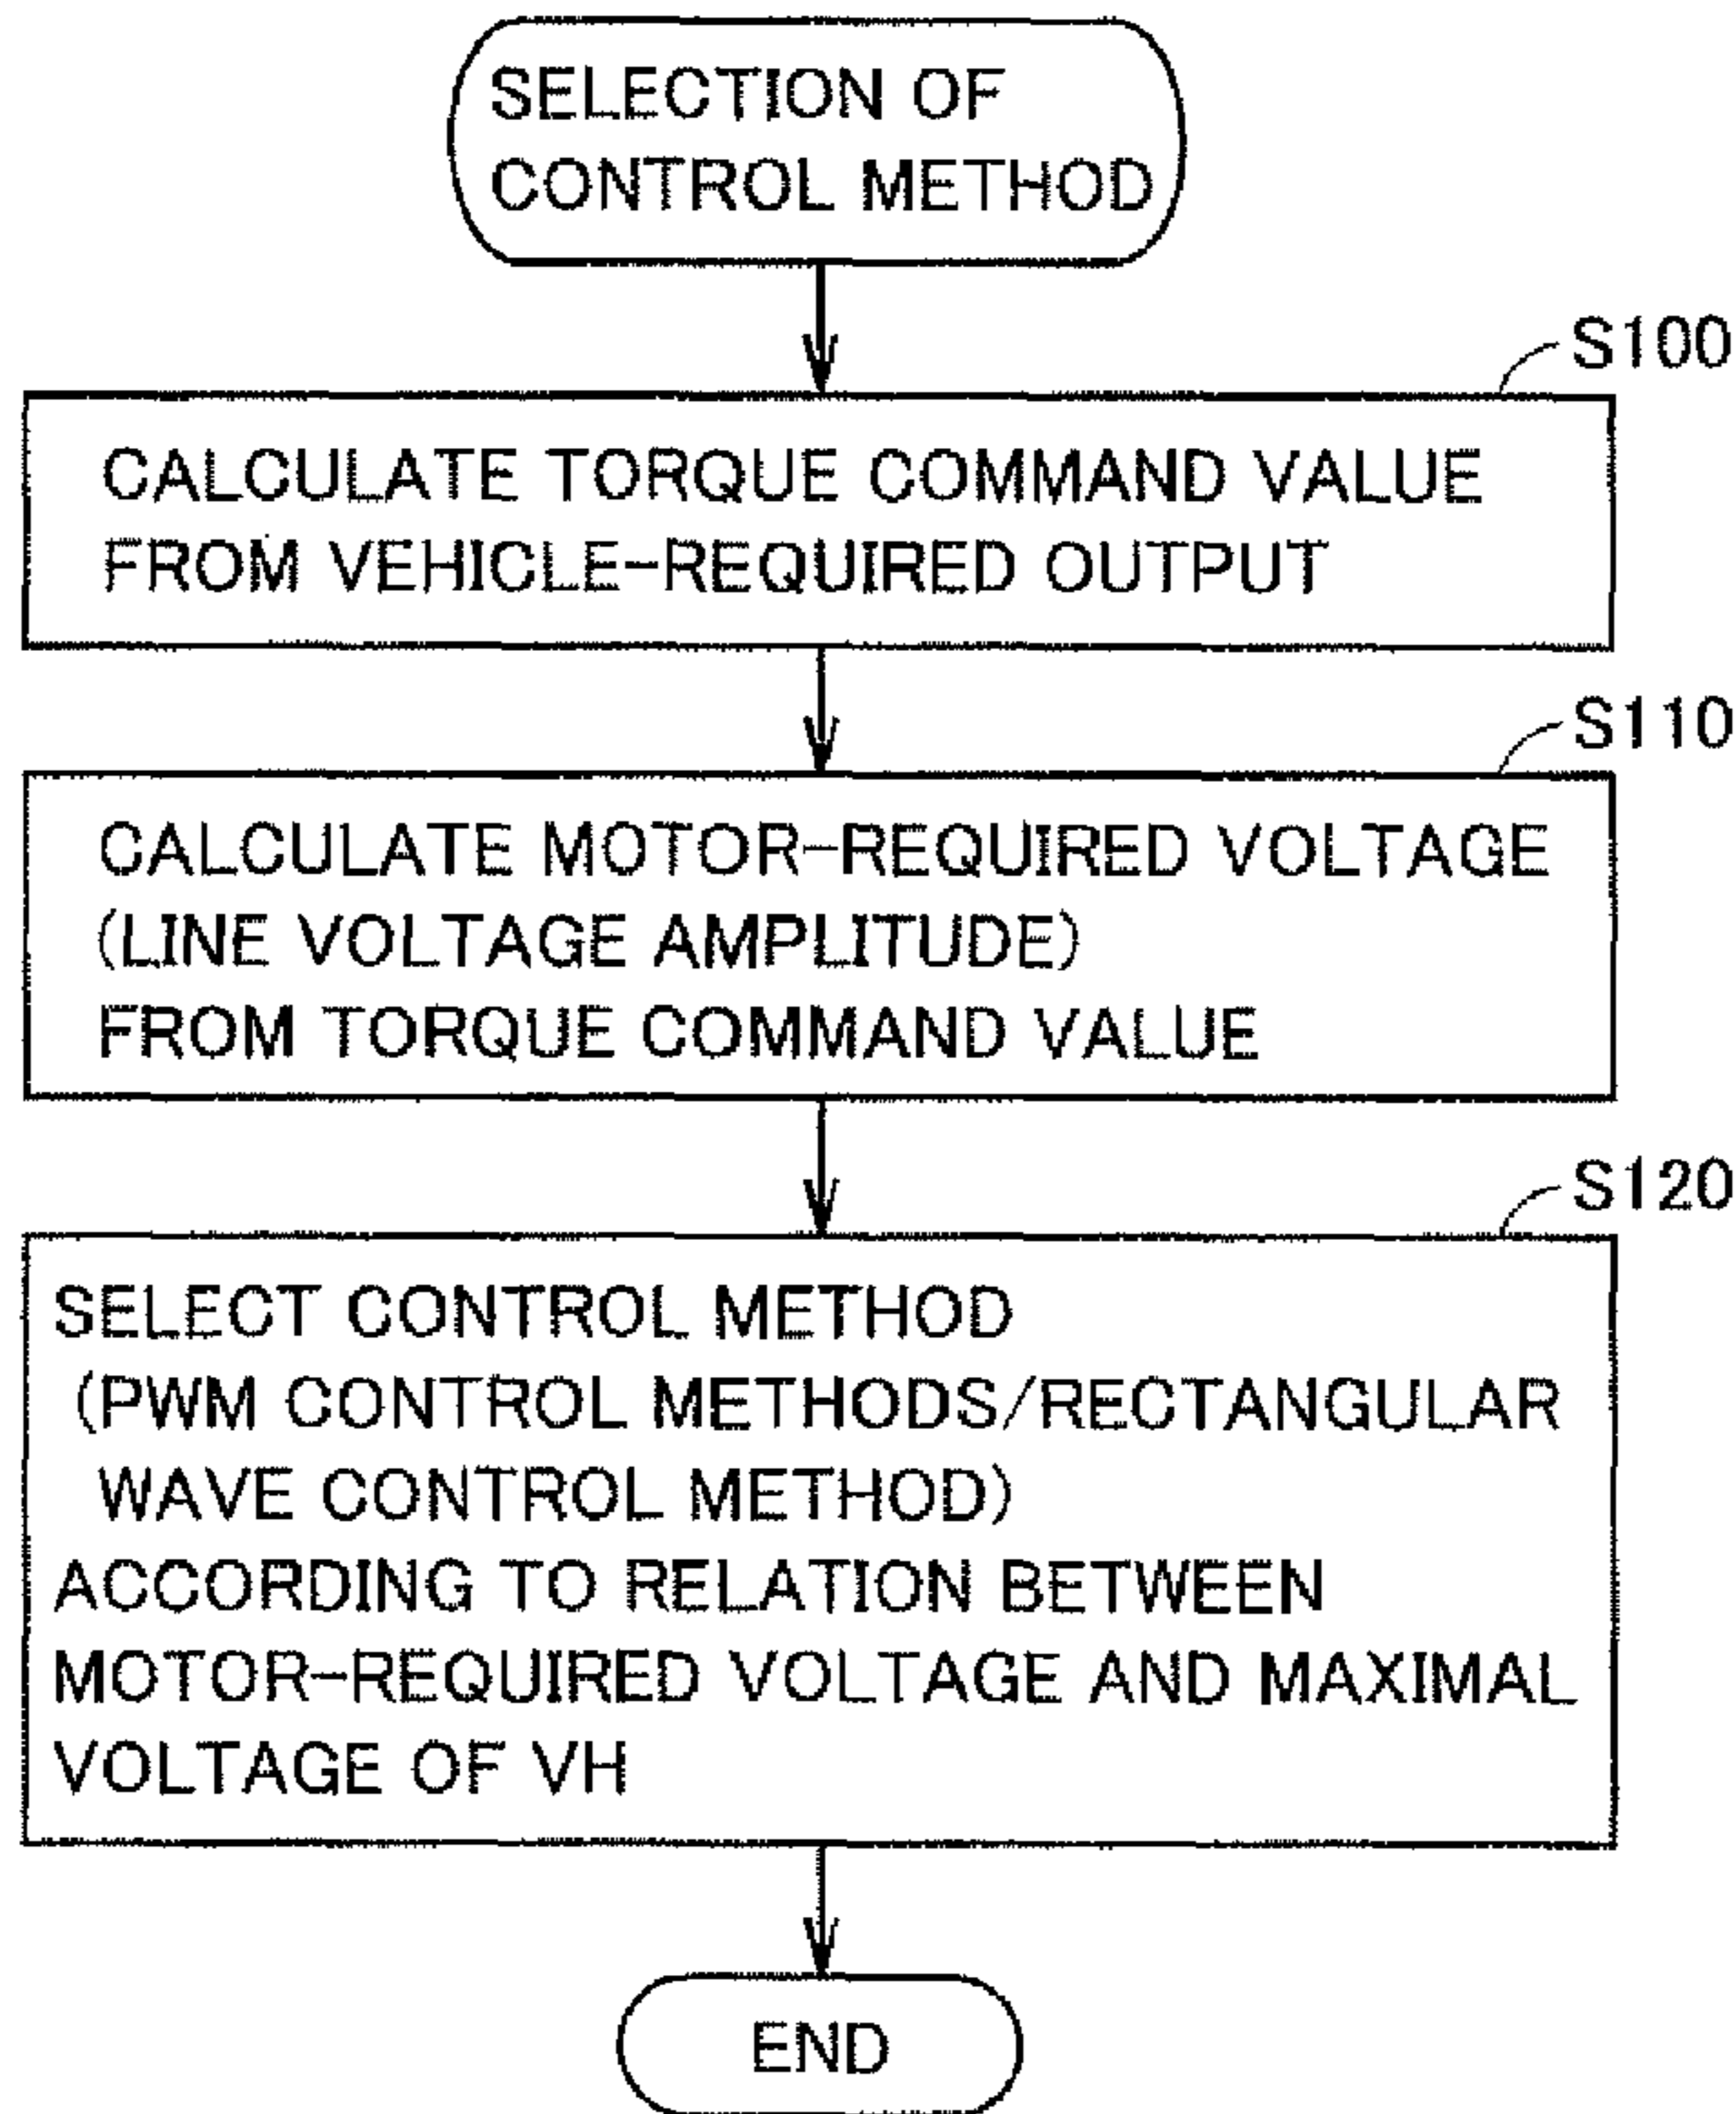 SELECTION OF
CONTROL METHOD
S100
CALCULATE TORQUE COMMAND VALUE
FROM VEHICLE-REQUIRED OUTPUT
S110
CALCULATE MOTOR-REQUIRED VOLTAGE
(LINE VOLTAGE AMPLITUDE)
FROM TORQUE COMMAND VALUE
S120
SELECT CONTROL METHOD
(PWM CONTROL METHODS/RECTANGULAR
WAVE CONTROL METHOD)
ACCORDING TO RELATION BETWEEN
MOTOR-REQUIRED VOLTAGE AND MAXIMAL
VOLTAGE OF VH
END